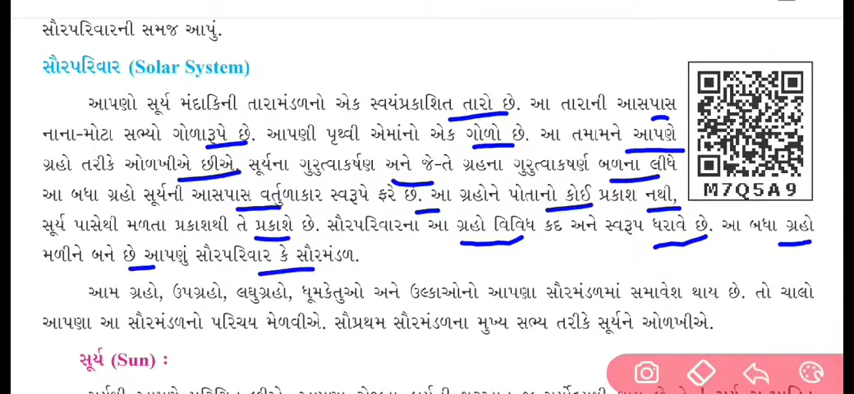 સૌરપરિવારની સમજ આપું.
સૌરપરિવાર (Solar System)
આપણો સૂર્ય મંદાકિની તારામંડળનો એક સ્વયંપ્રકાશિત તારો છે. આ તારાની આસપાસ
નાના-મોટા સભ્યો ગોળારૂપે છે. આપણી પૃથ્વી એમાંનો એક ગોળો છે. આ તમામને આપણે
ગ્રહો તરીકે ઓળખીએ છીએ. સૂર્યના ગુરુત્વાકર્ષણ અને જે-તે ગ્રહના ગુરુત્વાકષર્ણ બળના લીધે
આ બધા ગ્રહો સૂર્યની આસપાસ વર્તુળાકાર સ્વરૂપે ફરે છે. આ ગ્રહોને પોતાનો કોઈ પ્રકાશ નથી,
સૂર્ય પાસેથી મળતા પ્રકાશથી તે પ્રકાશે છે. સૌરપરિવારના આ ગ્રહો વિવિધ કદ અને સ્વરૂપ ધરાવે છે. આ બધા ગ્રહો
મળીને બને છે આપણું સૌરપરિવાર કે સૌરમંડળ.
M7Q5A9
આમ ગ્રહો, ઉપગ્રહો, લઘુગ્રહો, ધૂમકેતુઓ અને ઉલ્કાઓનો આપણા સૌરમંડળમાં સમાવેશ થાય છે. તો ચાલો
આપણા આ સૌરમંડળનો પરિચય મેળવીએ. સૌપ્રથમ સૌરમંડળના મુખ્ય સભ્ય તરીકે સૂર્યને ઓળખીએ.
સૂર્ય (Sun) :